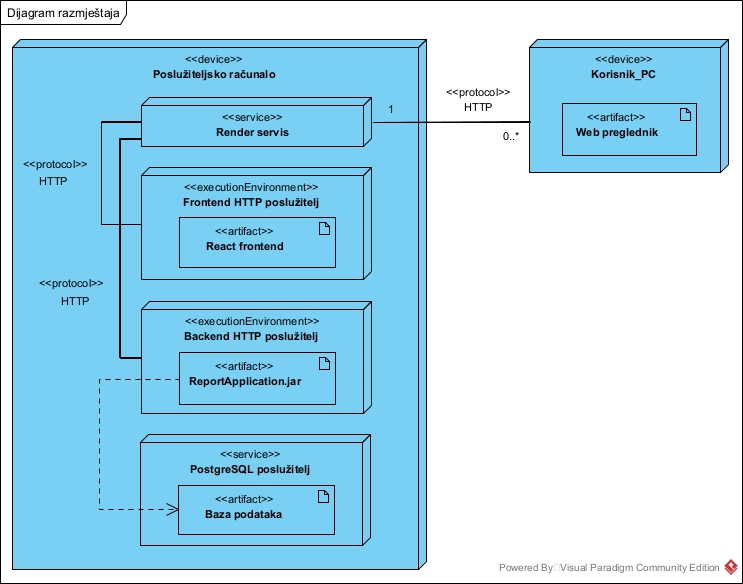 Dijagram razmještaja
<<device>>
Poslužiteljsko računalo
<<service>>
Render servis
1
<<protocol>>
HTTP
0..*
<<device>>
Korisnik_PC
<<artifact>>
Web preglednik
<<protocol>>
HTTP
<<executionEnvironment>>
Frontend HTTP poslužitelj
<<artifact>>
React frontend
<<protocol>>
HTTP
<<executionEnvironment>>
Backend HTTP poslužitelj
<<artifact>>
ReportApplication.jar
<<service>>
PostgreSQL poslužitelj
<<artifact>>
Baza podataka
Powered By Visual Paradigm Community Edition